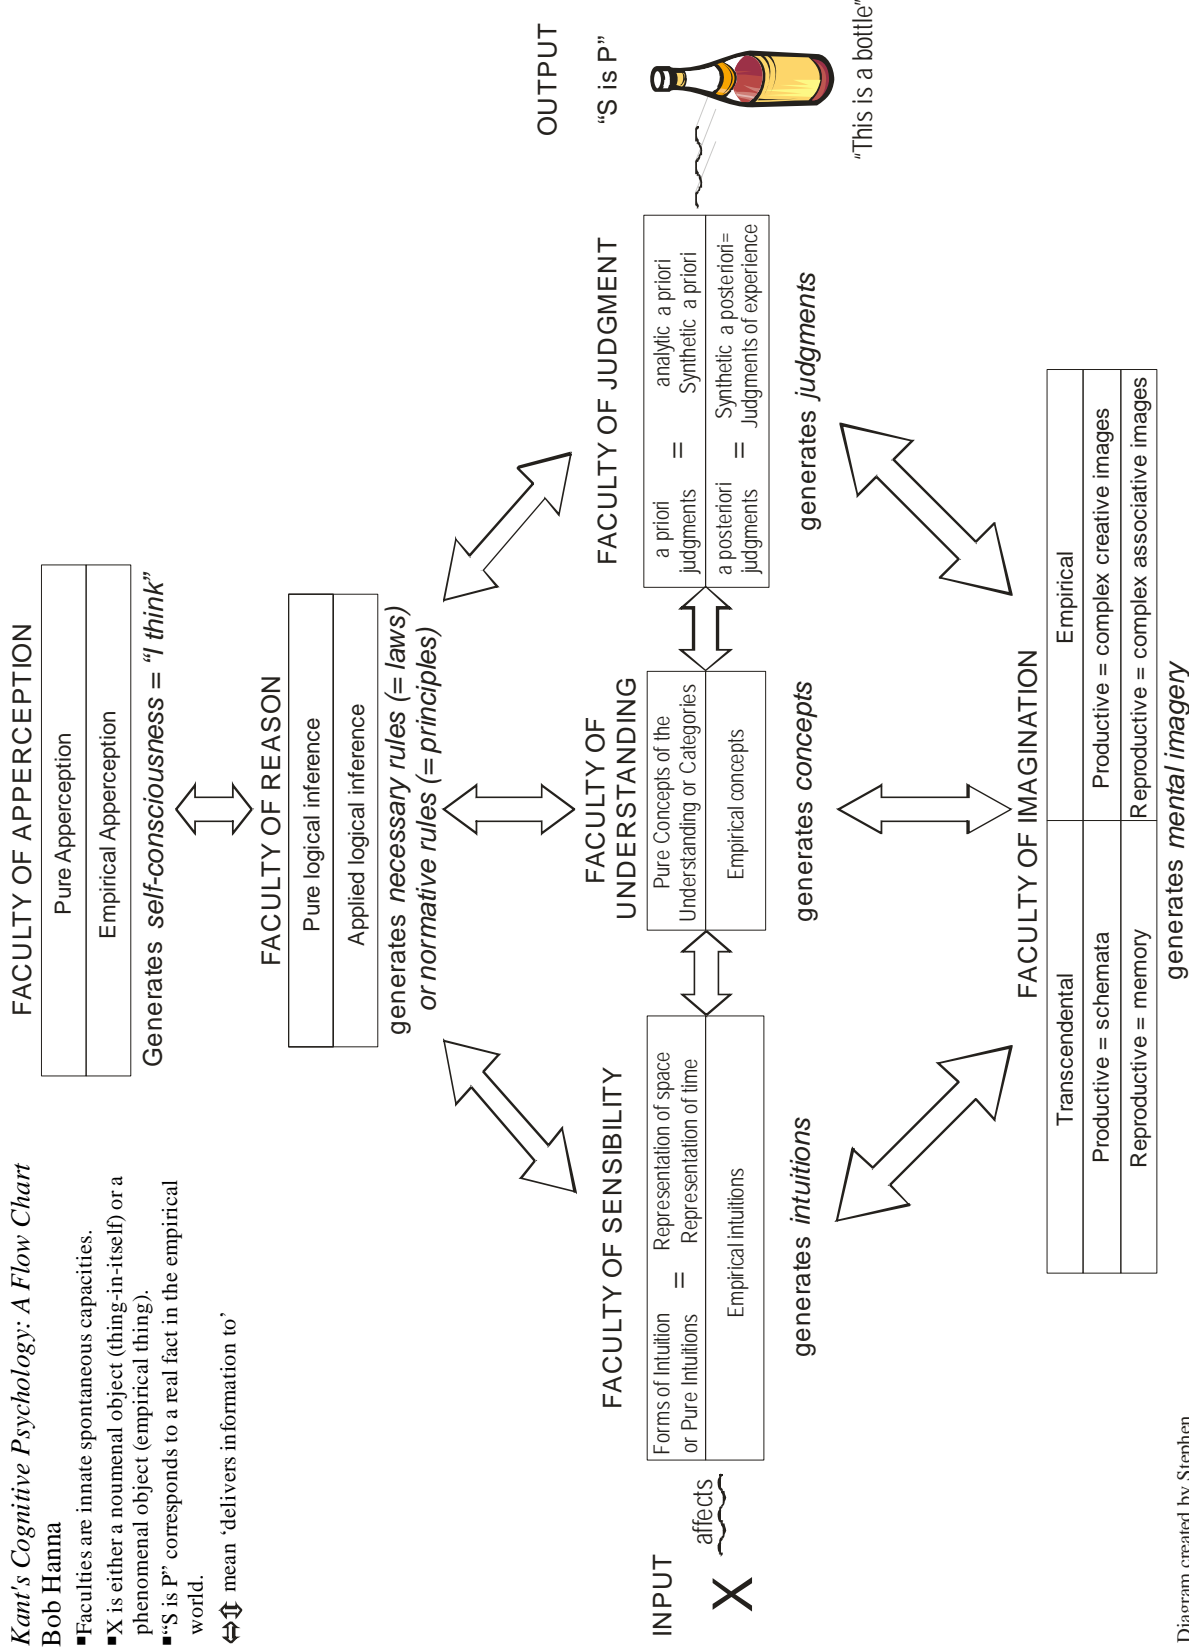 Kant's Cognitive Psychology: A Flow Chart
Bob Hanna
▪Faculties are innate spontaneous capacities.
▪X is either a noumenal object (thing-in-itself) or a
phenomenal object (empirical thing).
▪“S is P” corresponds to a real fact in the empirical
world.
⇔⇕ mean ‘delivers information to’
FACULTY OF APPERCEPTION
Pure Apperception
Empirical Apperception
Generates self-consciousness = “I think”
FACULTY OF REASON
Pure logical inference
Applied logical inference
generates necessary rules (= laws)
or normative rules (= principles)
INPUT
X
affects
FACULTY OF SENSIBILITY
Forms of Intuition
or Pure Intuitions
=
Representation of space
Representation of time
Empirical intuitions
generates intuitions
FACULTY OF
UNDERSTANDING
Pure Concepts of the
Understanding or Categories
Empirical concepts
generates concepts
FACULTY OF JUDGMENT
a priori
judgments
=
analytic a priori
Synthetic a priori
a posteriori
judgments
=
Synthetic a posteriori=
Judgments of experience
generates judgments
OUTPUT
“S is P”
“This is a bottle”
FACULTY OF IMAGINATION
Transcendental
Empirical
Productive = schemata
Productive = complex creative images
Reproductive = memory
Reproductive = complex associative images
generates mental imagery
Diagram created by Stephen